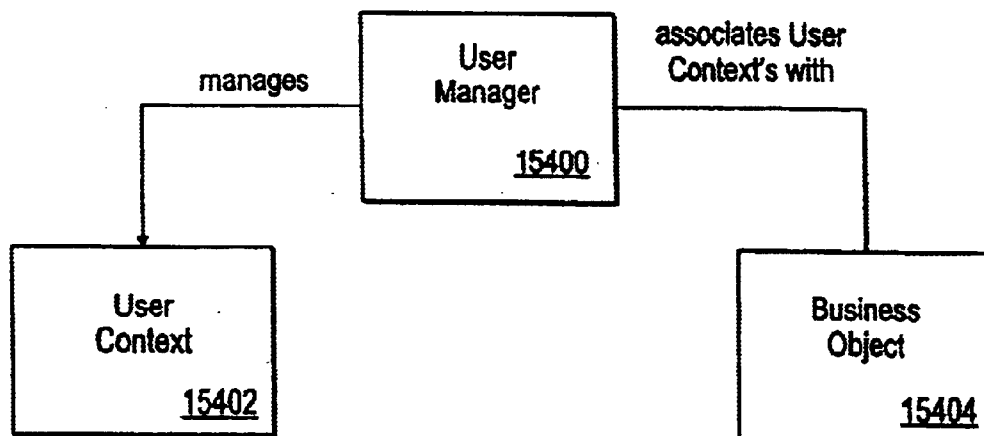 manages
User
Manager
15400
associates User
Context's with
User
Context
15402
Business
Object
15404